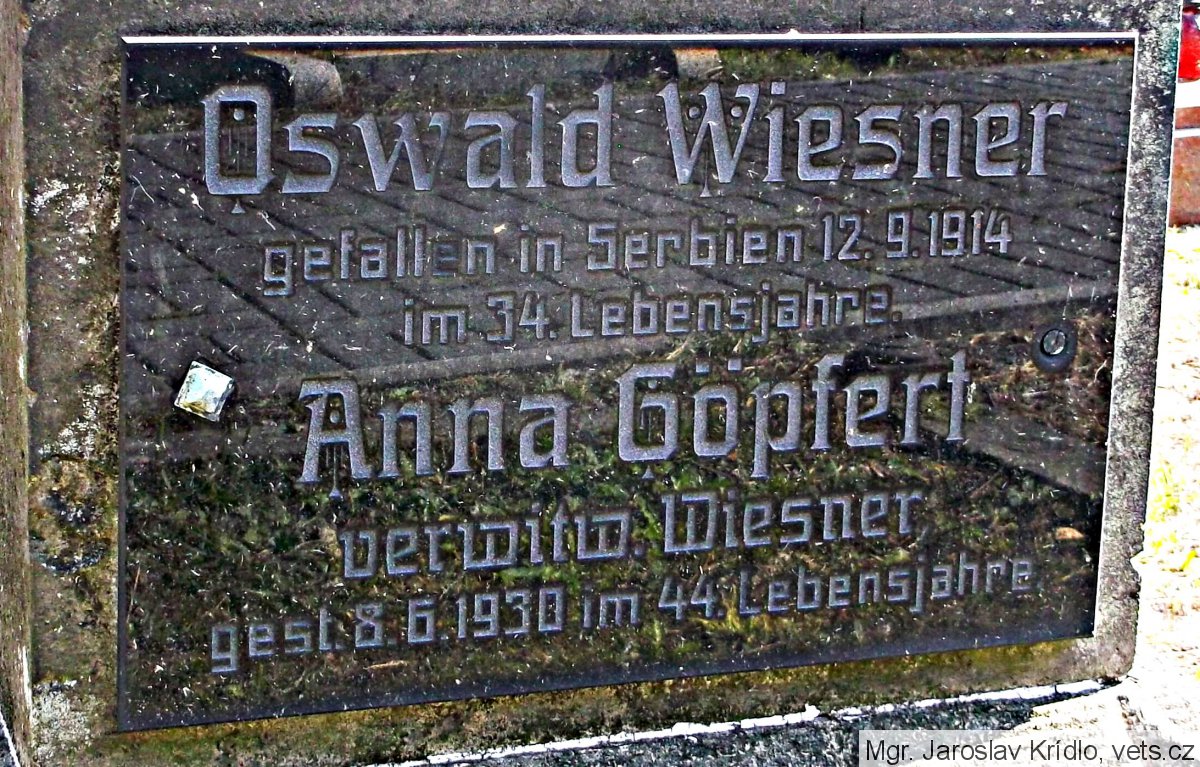 Oswald Wiesner
gefallen in Serbien 12. 9. 1914
im 34. Lebensjahre.
Anna Göpfert
verwitw. Wiesner
gest. 8. 6. 1930 im 44. Lebensjahre.
Mgr. Jaroslav Krídlo, vets.cz